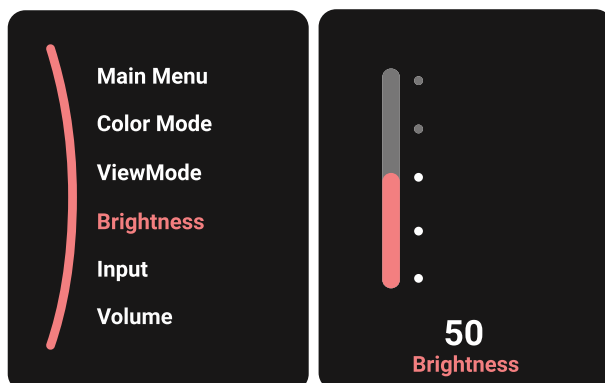 Main Menu
Color Mode
ViewMode
Brightness
Input
Volume
50
Brightness